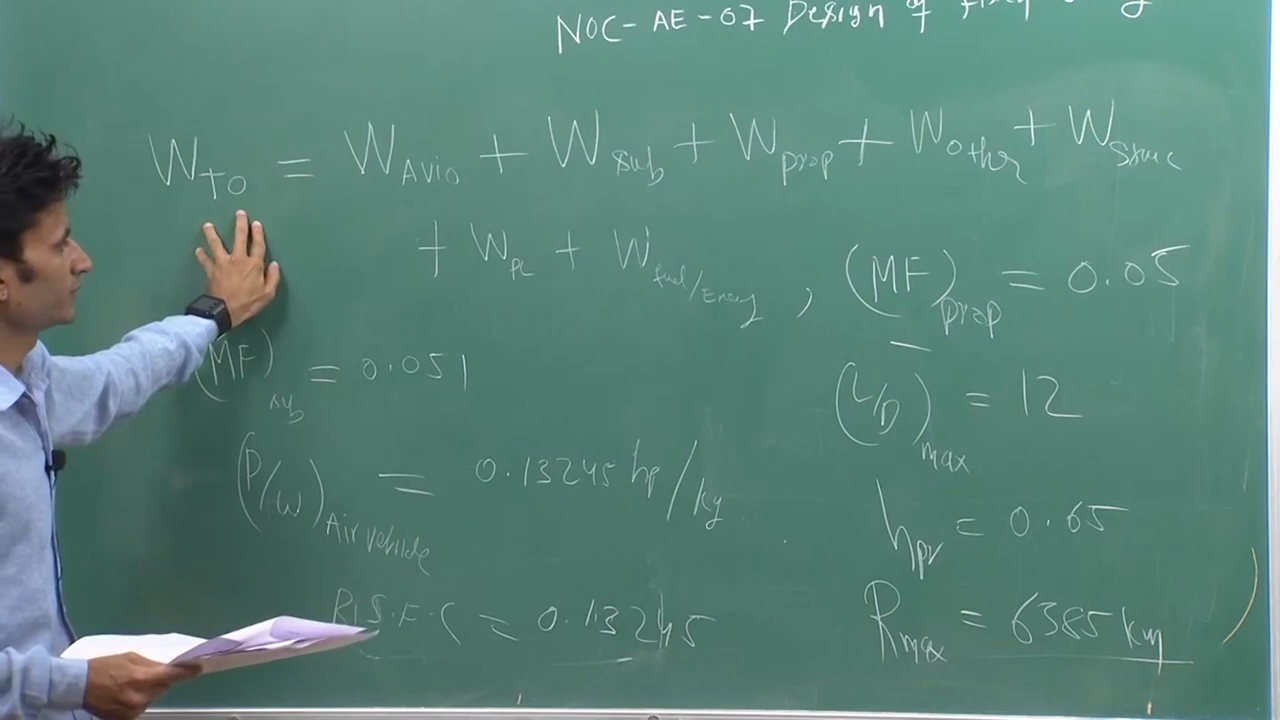 NOC-AE-07 Design of Fixed
W_TO = W_Avio + W_sub + W_prop + W_other + W_struc
+ W_PL + W_fuel/Energy , (MF)_prop = 0.05
(MF)_sub = 0.051
(L/D)_max = 12
(P/W)_Air vehicle = 0.13245 hp/kg
η_pr = 0.65
B.S.F.C = 0.13245
R_max = 6385 km